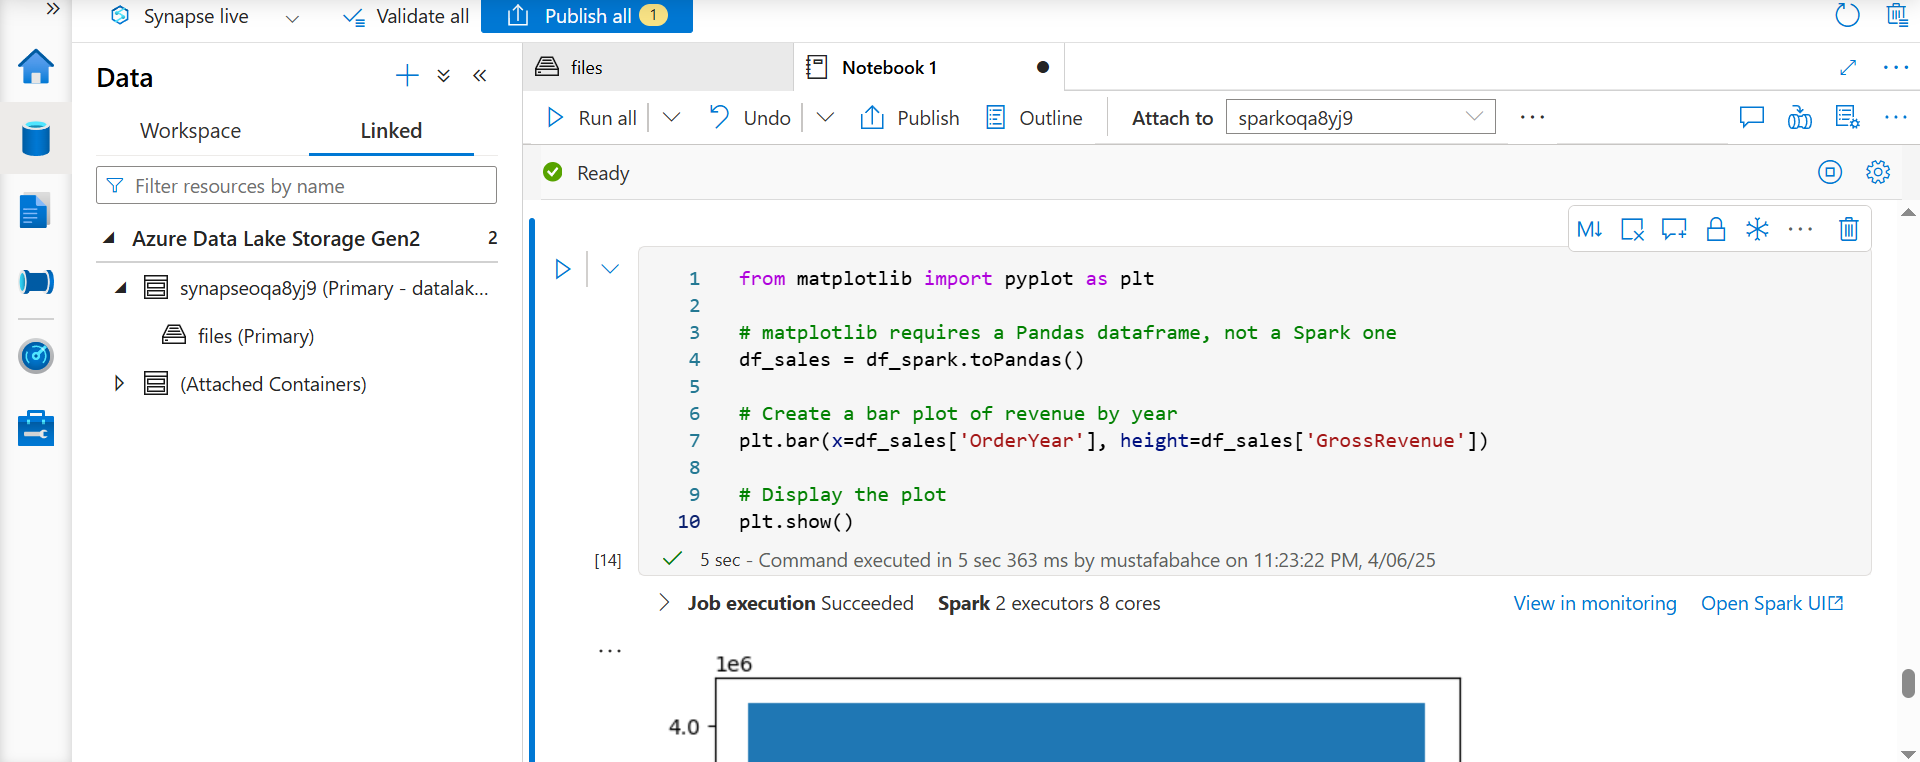 Synapse live
Validate all
Publish all 1
Data
Workspace
Linked
Filter resources by name
Azure Data Lake Storage Gen2 2
synapseoqa8yj9 (Primary - datalak...
files (Primary)
(Attached Containers)
files
Notebook 1
Run all
Undo
Publish
Outline
Attach to sparkoqa8yj9
Ready
M↓
1 from matplotlib import pyplot as plt
2
3 # matplotlib requires a Pandas dataframe, not a Spark one
4 df_sales = df_spark.toPandas()
5
6 # Create a bar plot of revenue by year
7 plt.bar(x=df_sales['OrderYear'], height=df_sales['GrossRevenue'])
8
9 # Display the plot
10 plt.show()
[14] 5 sec - Command executed in 5 sec 363 ms by mustafabahce on 11:23:22 PM, 4/06/25
Job execution Succeeded Spark 2 executors 8 cores View in monitoring Open Spark UI
1e6
4.0